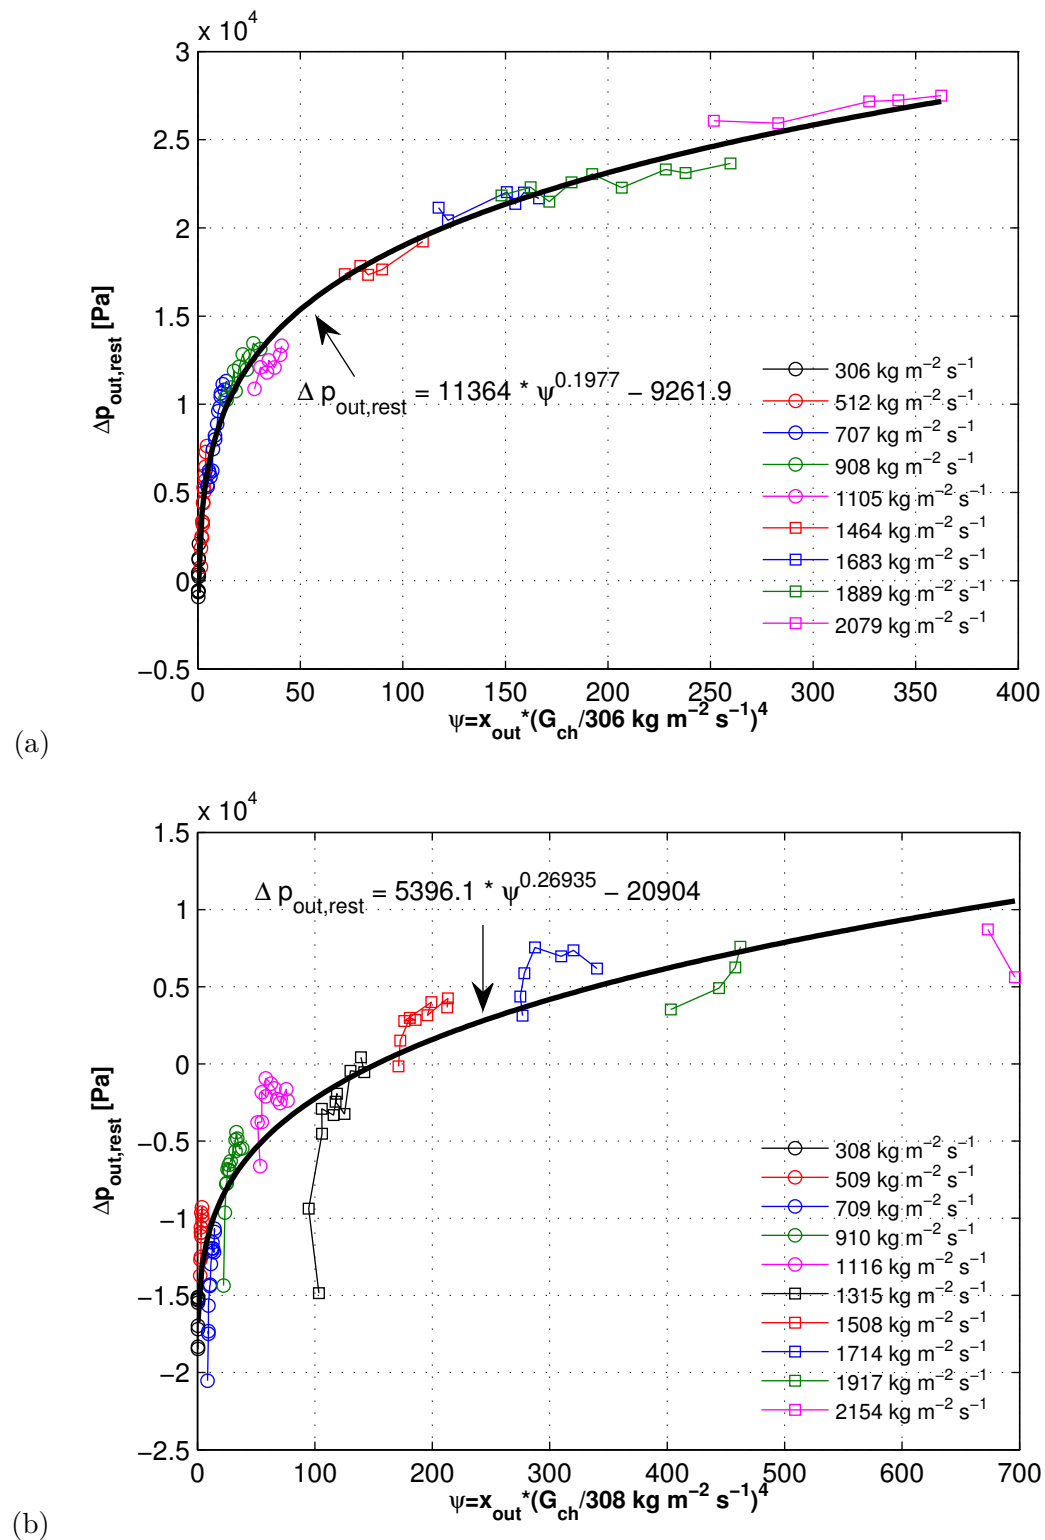 x 10^4
3
2.5
2
1.5
1
0.5
0
−0.5
Δp_out,rest [Pa]
Δ p_out,rest = 11364 * ψ^0.1977 − 9261.9
306 kg m^−2 s^−1
512 kg m^−2 s^−1
707 kg m^−2 s^−1
908 kg m^−2 s^−1
1105 kg m^−2 s^−1
1464 kg m^−2 s^−1
1683 kg m^−2 s^−1
1889 kg m^−2 s^−1
2079 kg m^−2 s^−1
0 50 100 150 200 250 300 350 400
ψ=x_out*(G_ch/306 kg m^−2 s^−1)^4
(a)
x 10^4
1.5
1
0.5
0
−0.5
−1
−1.5
−2
−2.5
Δp_out,rest [Pa]
Δ p_out,rest = 5396.1 * ψ^0.26935 − 20904
308 kg m^−2 s^−1
509 kg m^−2 s^−1
709 kg m^−2 s^−1
910 kg m^−2 s^−1
1116 kg m^−2 s^−1
1315 kg m^−2 s^−1
1508 kg m^−2 s^−1
1714 kg m^−2 s^−1
1917 kg m^−2 s^−1
2154 kg m^−2 s^−1
0 100 200 300 400 500 600 700
ψ=x_out*(G_ch/308 kg m^−2 s^−1)^4
(b)